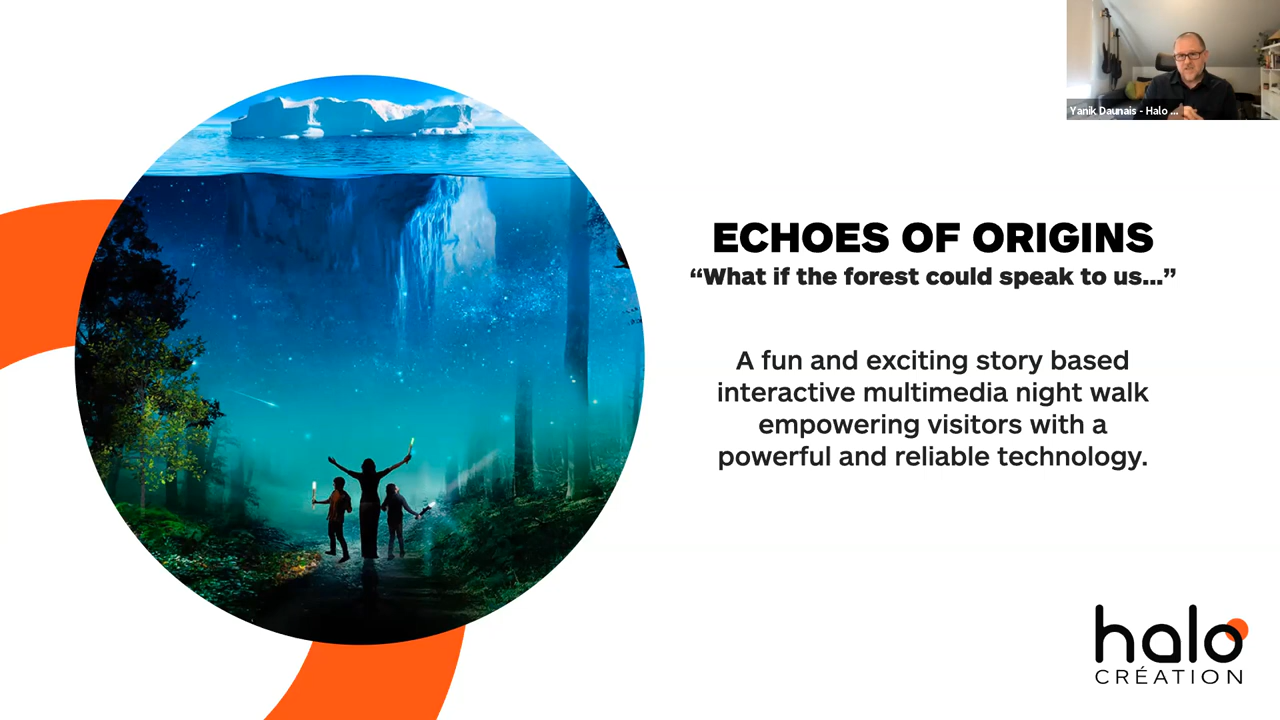 Yanik Daunais - Halo ...
ECHOES OF ORIGINS
“What if the forest could speak to us...”
A fun and exciting story based
interactive multimedia night walk
empowering visitors with a
powerful and reliable technology.
halo
CRÉATION